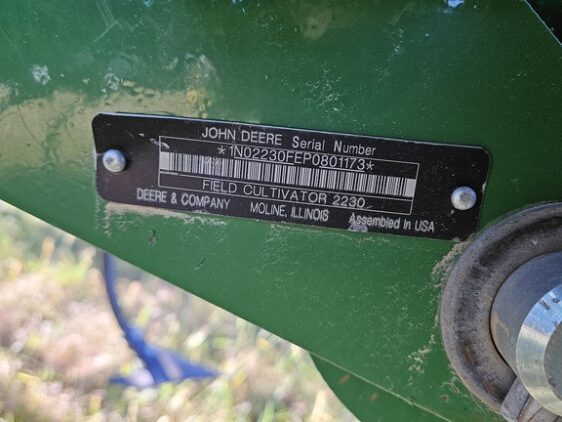 JOHN DEERE Serial Number
*1N02230FEP0801173*
FIELD CULTIVATOR 2230
DEERE & COMPANY MOLINE, ILLINOIS Assembled in USA